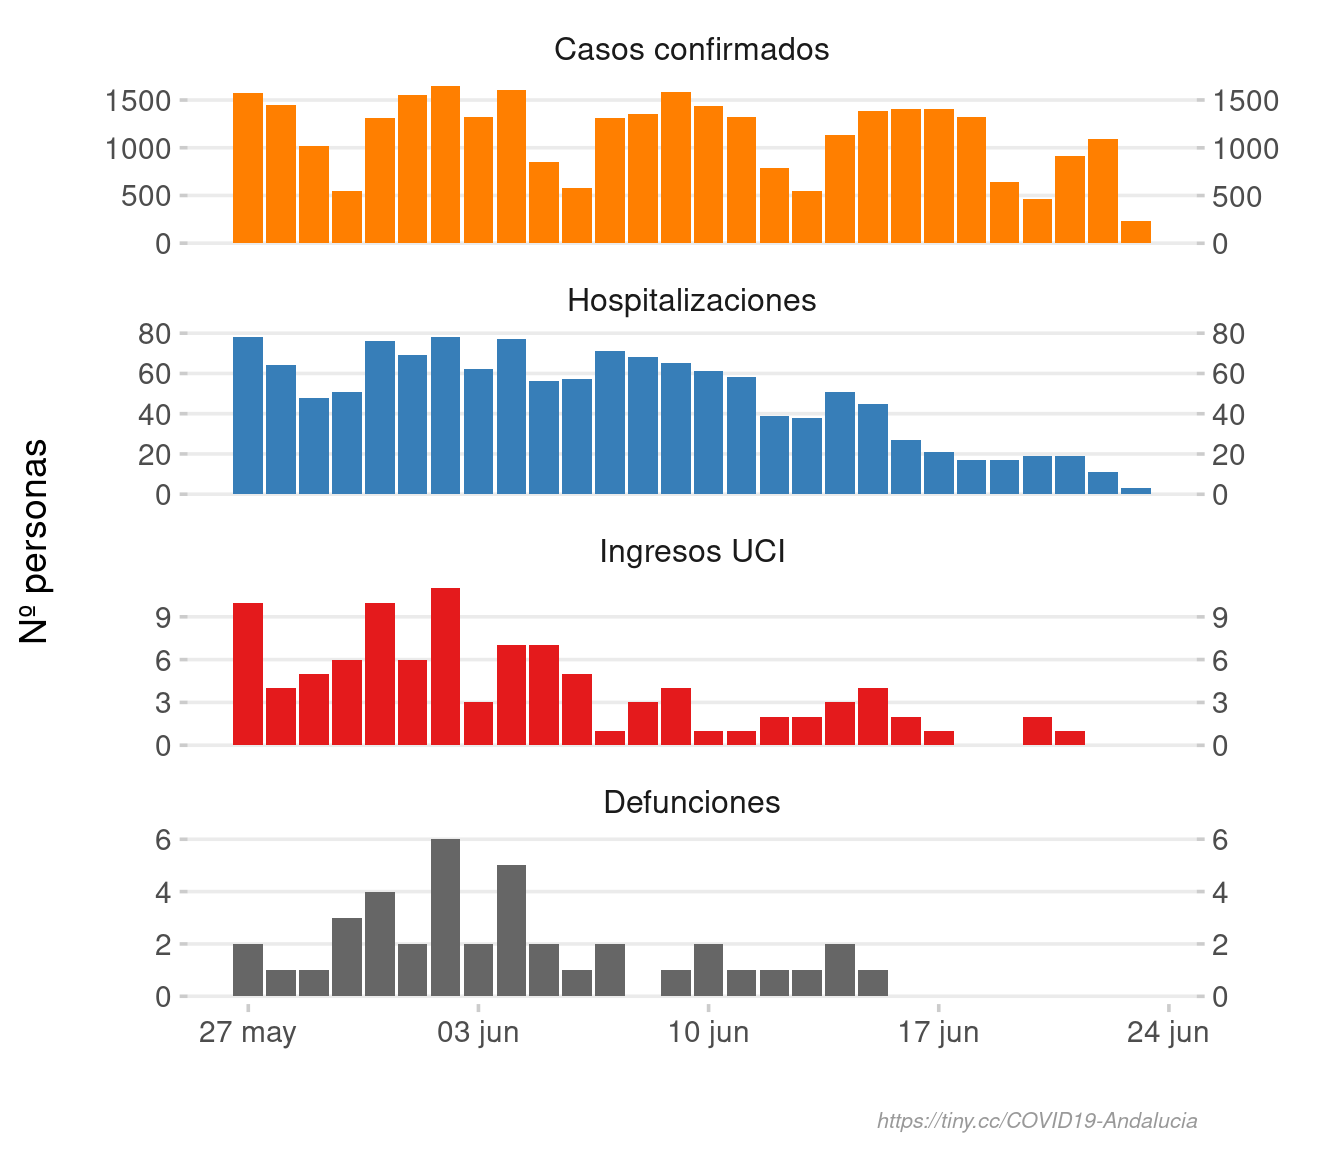 Casos confirmados
1500 1500
1000 1000
500 500
0 0
Hospitalizaciones
80 80
60 60
40 40
20 20
0 0
Nº personas
Ingresos UCI
9 9
6 6
3 3
0 0
Defunciones
6 6
4 4
2 2
0 0
27 may 03 jun 10 jun 17 jun 24 jun
https://tiny.cc/COVID19-Andalucia